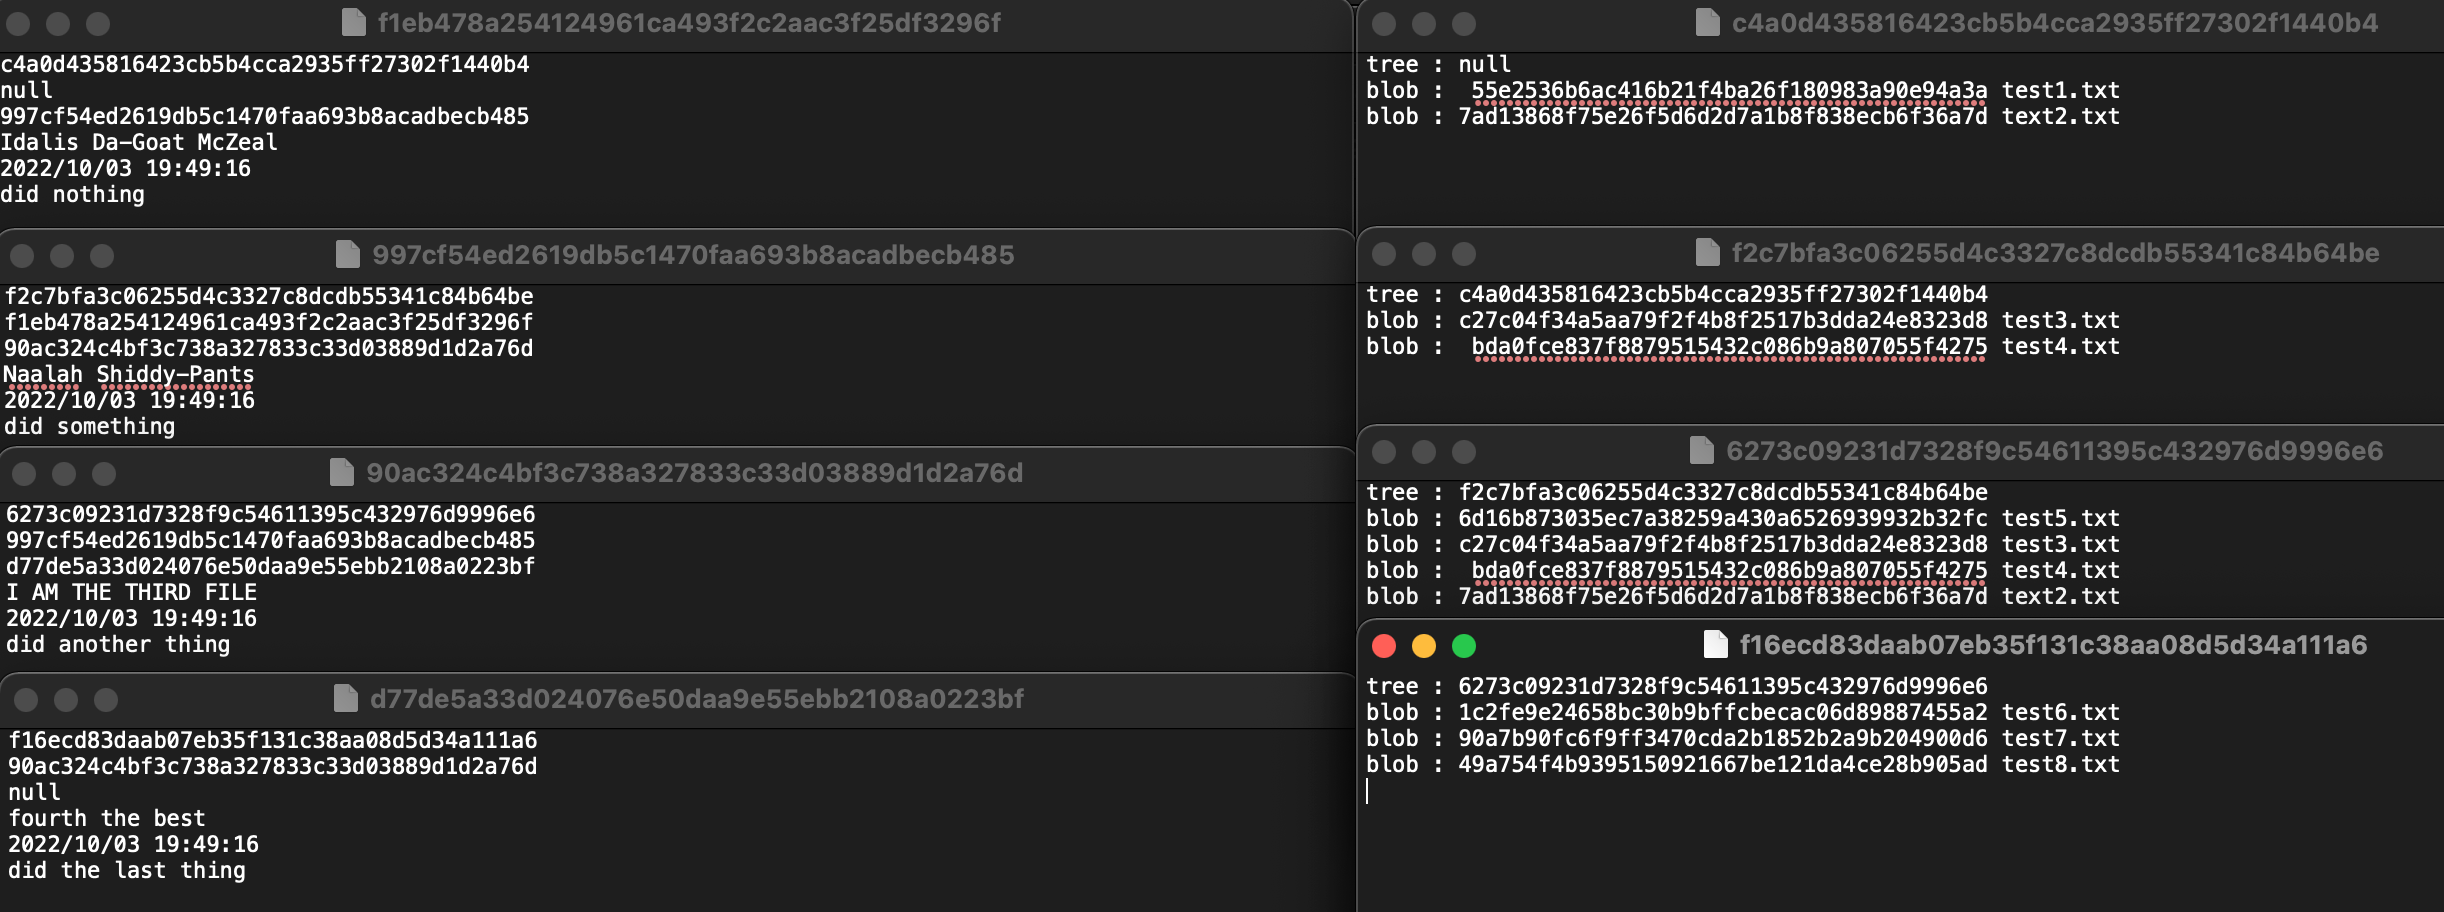 f1eb478a254124961ca493f2c2aac3f25df3296f
c4a0d435816423cb5b4cca2935ff27302f1440b4
null
997cf54ed2619db5c1470faa693b8acadbecb485
Idalis Da-Goat McZeal
2022/10/03 19:49:16
did nothing
997cf54ed2619db5c1470faa693b8acadbecb485
f2c7bfa3c06255d4c3327c8dcdb55341c84b64be
f1eb478a254124961ca493f2c2aac3f25df3296f
90ac324c4bf3c738a327833c33d03889d1d2a76d
Naalah Shiddy-Pants
2022/10/03 19:49:16
did something
90ac324c4bf3c738a327833c33d03889d1d2a76d
6273c09231d7328f9c54611395c432976d9996e6
997cf54ed2619db5c1470faa693b8acadbecb485
d77de5a33d024076e50daa9e55ebb2108a0223bf
I AM THE THIRD FILE
2022/10/03 19:49:16
did another thing
d77de5a33d024076e50daa9e55ebb2108a0223bf
f16ecd83daab07eb35f131c38aa08d5d34a111a6
90ac324c4bf3c738a327833c33d03889d1d2a76d
null
fourth the best
2022/10/03 19:49:16
did the last thing
c4a0d435816423cb5b4cca2935ff27302f1440b4
tree : null
blob :  55e2536b6ac416b21f4ba26f180983a90e94a3a test1.txt
blob : 7ad13868f75e26f5d6d2d7a1b8f838ecb6f36a7d text2.txt
f2c7bfa3c06255d4c3327c8dcdb55341c84b64be
tree : c4a0d435816423cb5b4cca2935ff27302f1440b4
blob : c27c04f34a5aa79f2f4b8f2517b3dda24e8323d8 test3.txt
blob :  bda0fce837f8879515432c086b9a807055f4275 test4.txt
6273c09231d7328f9c54611395c432976d9996e6
tree : f2c7bfa3c06255d4c3327c8dcdb55341c84b64be
blob : 6d16b873035ec7a38259a430a6526939932b32fc test5.txt
blob : c27c04f34a5aa79f2f4b8f2517b3dda24e8323d8 test3.txt
blob :  bda0fce837f8879515432c086b9a807055f4275 test4.txt
blob : 7ad13868f75e26f5d6d2d7a1b8f838ecb6f36a7d text2.txt
f16ecd83daab07eb35f131c38aa08d5d34a111a6
tree : 6273c09231d7328f9c54611395c432976d9996e6
blob : 1c2fe9e24658bc30b9bffcbecac06d89887455a2 test6.txt
blob : 90a7b90fc6f9ff3470cda2b1852b2a9b204900d6 test7.txt
blob : 49a754f4b9395150921667be121da4ce28b905ad test8.txt